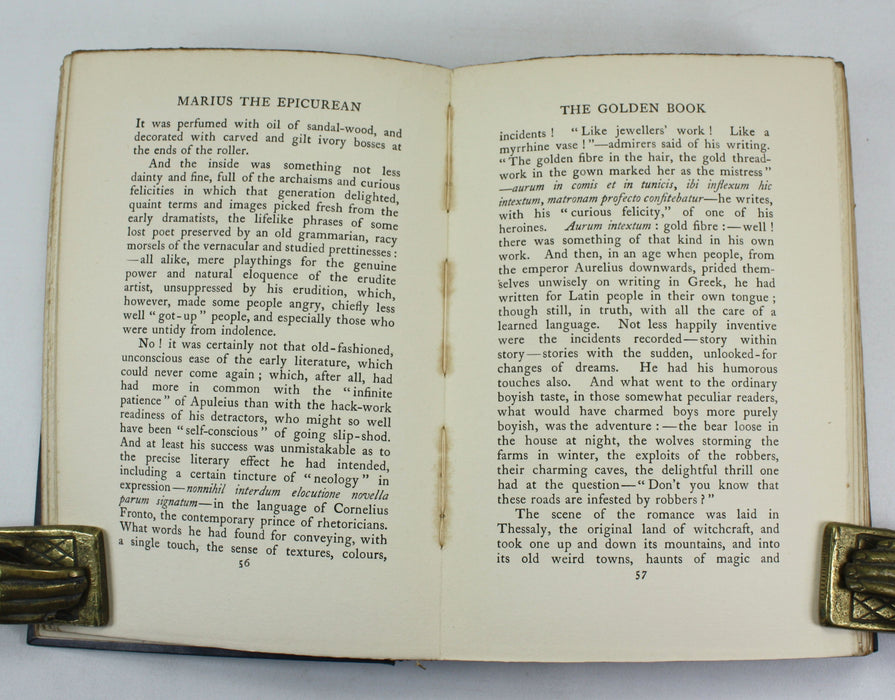 MARIUS THE EPICUREAN
It was perfumed with oil of sandal-wood, and
decorated with carved and gilt ivory bosses at
the ends of the roller.
And the inside was something not less
dainty and fine, full of the archaisms and curious
felicities in which that generation delighted,
quaint terms and images picked fresh from the
early dramatists, the lifelike phrases of some
lost poet preserved by an old grammarian, racy
morsels of the vernacular and studied prettinesses:
—all alike, mere playthings for the genuine
power and natural eloquence of the erudite
artist, unsuppressed by his erudition, which,
however, made some people angry, chiefly less
well "got-up" people, and especially those who
were untidy from indolence.
No! it was certainly not that old-fashioned,
unconscious ease of the early literature, which
could never come again; which, after all, had
had more in common with the "infinite
patience" of Apuleius than with the hack-work
readiness of his detractors, who might so well
have been "self-conscious" of going slip-shod.
And at least his success was unmistakable as to
the precise literary effect he had intended,
including a certain tincture of "neology" in
expression—nonnihil interdum elocutione novella
parum signatum—in the language of Cornelius
Fronto, the contemporary prince of rhetoricians.
What words he had found for conveying, with
a single touch, the sense of textures, colours,
56
THE GOLDEN BOOK
incidents! "Like jewellers' work! Like a
myrrhine vase!"—admirers said of his writing.
"The golden fibre in the hair, the gold thread-
work in the gown marked her as the mistress"
—aurum in comis et in tunicis, ibi inflexum hic
intextum, matronam profecto confitebatur—he writes,
with his "curious felicity," of one of his
heroines. Aurum intextum: gold fibre:—well!
there was something of that kind in his own
work. And then, in an age when people, from
the emperor Aurelius downwards, prided them-
selves unwisely on writing in Greek, he had
written for Latin people in their own tongue;
though still, in truth, with all the care of a
learned language. Not less happily inventive
were the incidents recorded—story within
story—stories with the sudden, unlooked-for
changes of dreams. He had his humorous
touches also. And what went to the ordinary
boyish taste, in those somewhat peculiar readers,
what would have charmed boys more purely
boyish, was the adventure:—the bear loose in
the house at night, the wolves storming the
farms in winter, the exploits of the robbers,
their charming caves, the delightful thrill one
had at the question—"Don't you know that
these roads are infested by robbers?"
The scene of the romance was laid in
Thessaly, the original land of witchcraft, and
took one up and down its mountains, and into
its old weird towns, haunts of magic and
57